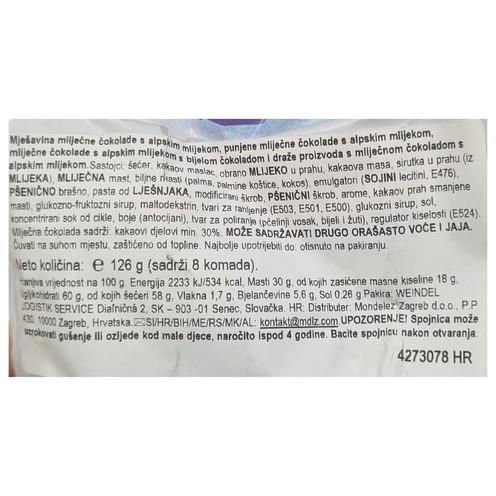 Mješavina mliječne čokolade s alpskim mlijekom, punjene mliječne čokolade s alpskim mlijekom,
mliječne čokolade s alpskim mlijekom s bijelom čokoladom i draže proizvoda s mliječnom čokoladom s
alpskim mlijekom. Sastojci: šećer, kakaov maslac, obrano MLIJEKO u prahu, kakaova masa, sirutka u prahu (iz
MLIJEKA), MLIJEČNA mast, biljne masti (palma, palmine koštice, kokos), emulgatori (SOJINI lecitini, E476),
PŠENIČNO brašno, pasta od LJEŠNJAKA, modificirani škrob, PŠENIČNI škrob, arome, kakaov prah smanjene
masti, glukozno-fruktozni sirup, maltodekstrin, tvari za rahljenje (E503, E501, E500), glukozni sirup, sol,
koncentrirani sok od cikle, boje (antocijani), tvar za poliranje (pčelinji vosak, bijeli i žuti), regulator kiselosti (E524).
Mliječna čokolada sadrži: kakaovi djelovi min. 30%. MOŽE SADRŽAVATI DRUGO ORAŠASTO VOĆE I JAJA.
Čuvati na suhom mjestu, zaštićeno od topline. Najbolje upotrijebiti do: otisnuto na pakiranju.
Neto količina: ℮ 126 g (sadrži 8 komada).
vrijednost na 100 g. Energija 2233 kJ/534 kcal, Masti 30 g, od kojih zasićene masne kiseline 18 g,
60 g, od kojih šećeri 58 g, Vlakna 1,7 g, Bjelančevine 5,6 g, Sol 0,26 g. Pakira: WEINDEL
LOGISTIK SERVICE Diaľničná 2, SK – 903 -01 Senec, Slovačka. HR: Distributer: Mondelez Zagreb d.o.o., P.P.
430, 10000 Zagreb, Hrvatska. ✉SI/HR/BIH/ME/RS/MK/AL: kontakt@mdlz.com. UPOZORENJE! Spojnica može
uzrokovati gušenje ili ozljede kod male djece, naročito ispod 4 godine. Bacite spojnicu nakon otvaranja.
4273078 HR